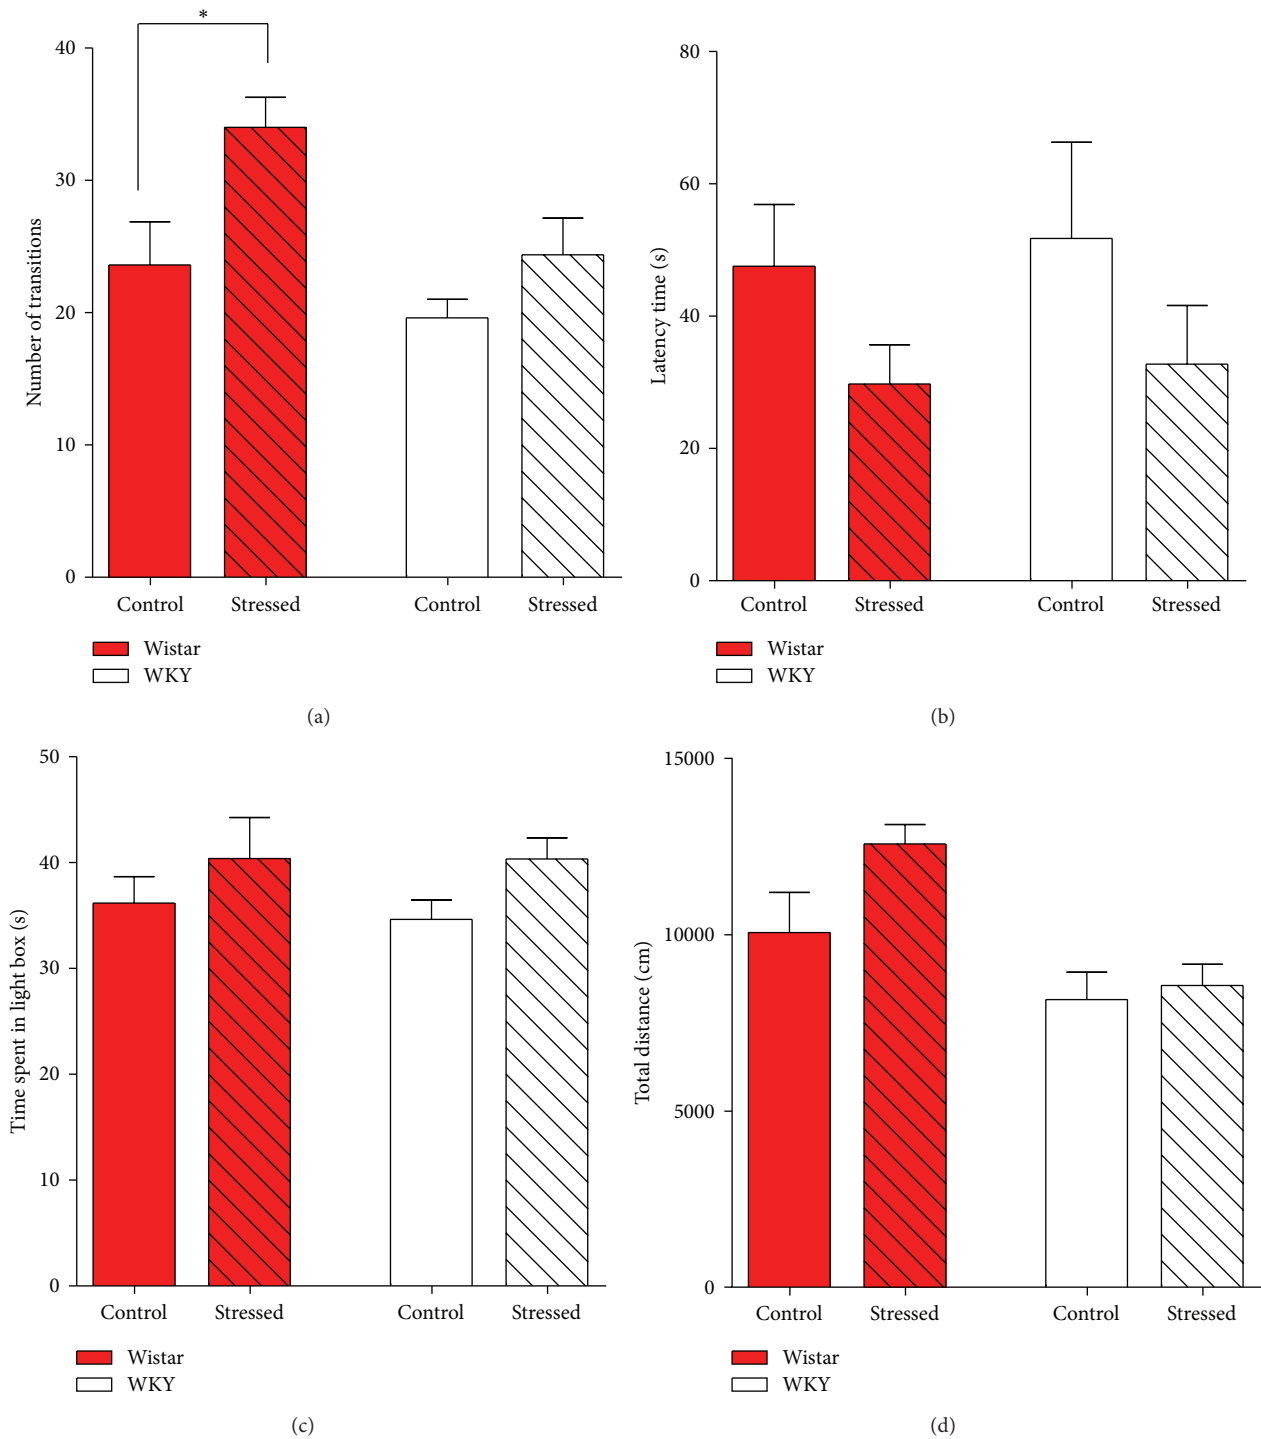 *
40
30
20
10
0
Number of transitions
Control Stressed Control Stressed
Wistar
WKY
(a)
80
60
40
20
0
Latency time (s)
Control Stressed Control Stressed
Wistar
WKY
(b)
50
40
30
20
10
0
Time spent in light box (s)
Control Stressed Control Stressed
Wistar
WKY
(c)
15000
10000
5000
0
Total distance (cm)
Control Stressed Control Stressed
Wistar
WKY
(d)